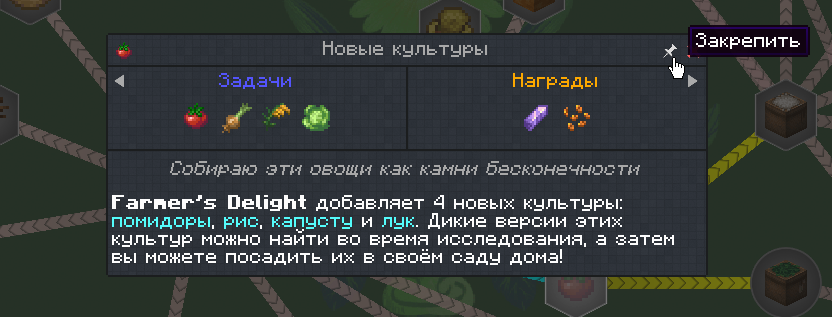 Новые культуры
Закрепить
Задачи
Награды
Собираю эти овощи как камни бесконечности
Farmer's Delight добавляет 4 новых культуры:
помидоры, рис, капусту и лук. Дикие версии этих
культур можно найти во время исследования, а затем
вы можете посадить их в своём саду дома!